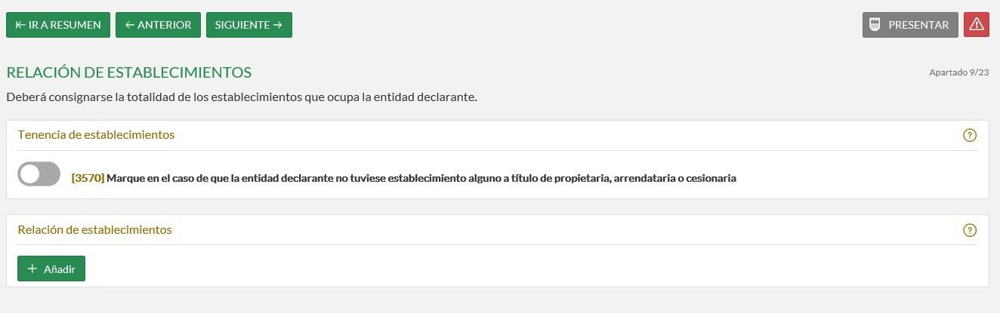 IR A RESUMEN ANTERIOR SIGUIENTE PRESENTAR
RELACIÓN DE ESTABLECIMIENTOS Apartado 9/23
Deberá consignarse la totalidad de los establecimientos que ocupa la entidad declarante.
Tenencia de establecimientos
[3570] Marque en el caso de que la entidad declarante no tuviese establecimiento alguno a título de propietaria, arrendataria o cesionaria
Relación de establecimientos
+ Añadir